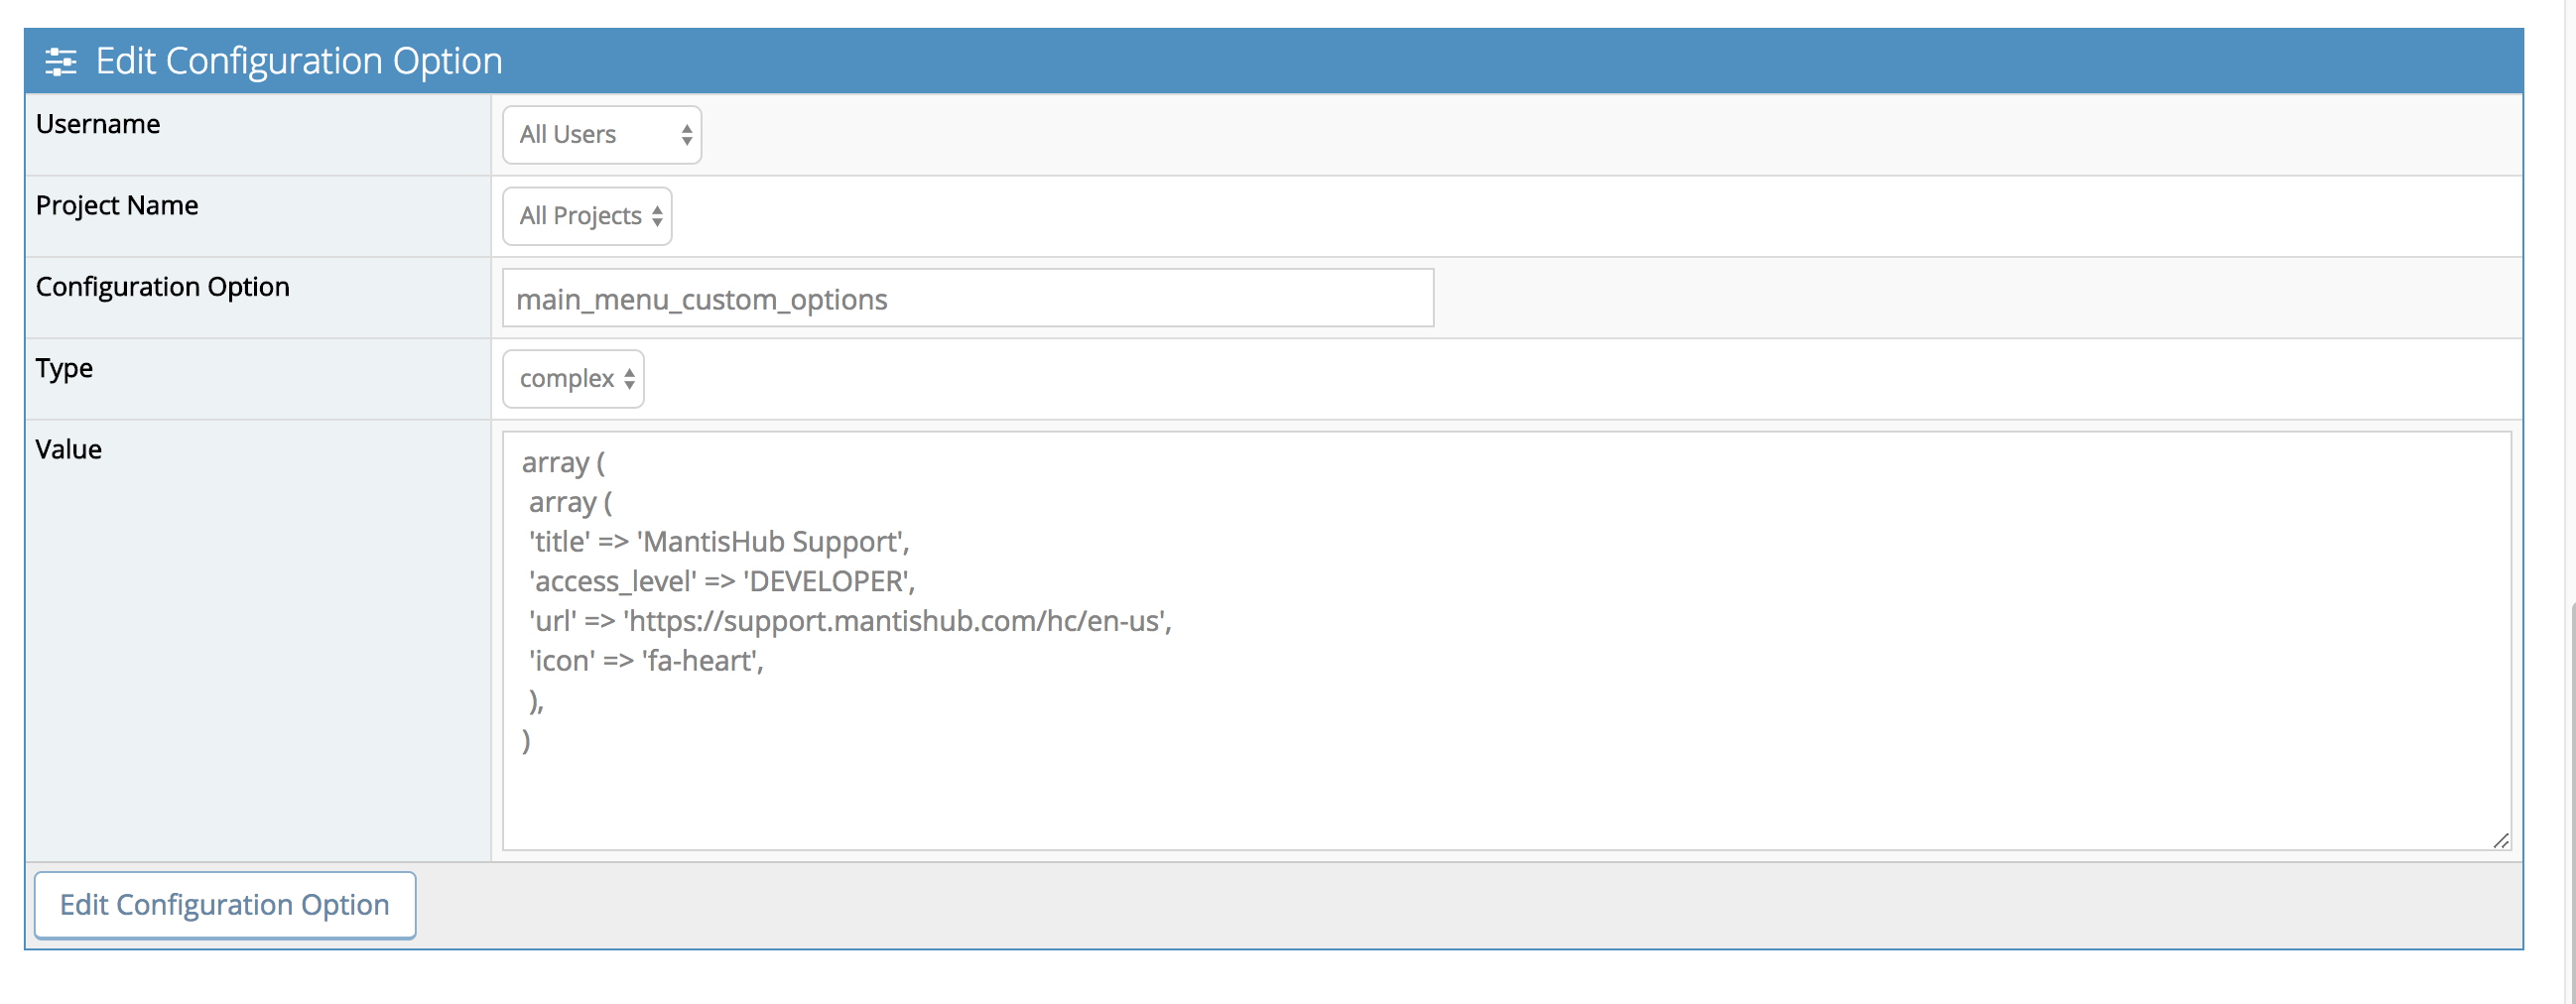 Edit Configuration Option
Username
All Users
Project Name
All Projects
Configuration Option
main_menu_custom_options
Type
complex
Value
array (
array (
'title' => 'MantisHub Support',
'access_level' => 'DEVELOPER',
'url' => 'https://support.mantishub.com/hc/en-us',
'icon' => 'fa-heart',
),
)
Edit Configuration Option